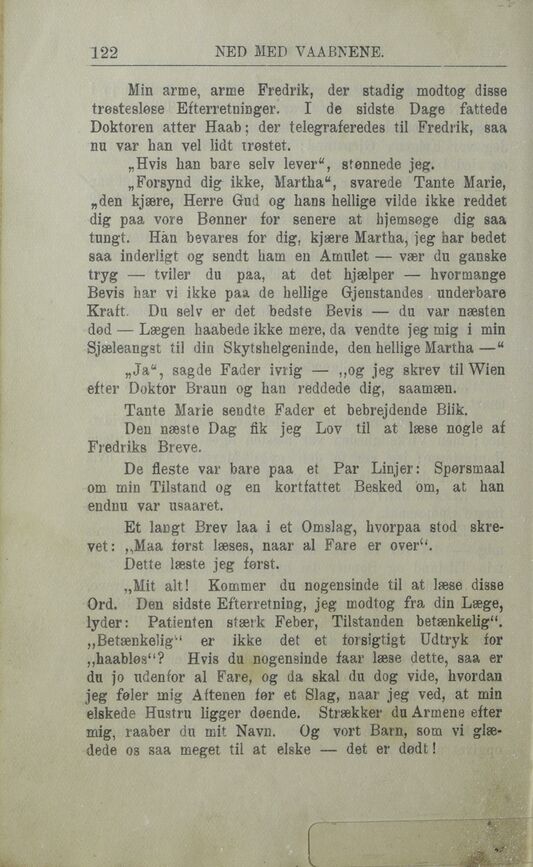 122 NED MED VAABNENE.
Min arme, arme Fredrik, der stadig modtog disse
trøstesløse Efterretninger. I de sidste Dage fattede
Doktoren atter Haab; der telegraferedes til Fredrik, saa
nu var han vel lidt trøstet.
„Hvis han bare selv lever“, stønnede jeg.
„Forsynd dig ikke, Martha“, svarede Tante Marie,
„den kjære, Herre Gud og hans hellige vilde ikke reddet
dig paa vore Bønner for senere at hjemsøge dig saa
tungt. Han bevares for dig, kjære Martha, jeg har bedet
saa inderligt og sendt ham en Amulet — vær du ganske
tryg — tviler du paa, at det hjælper — hvormange
Bevis har vi ikke paa de hellige Gjenstandes underbare
Kraft. Du selv er det bedste Bevis — du var næsten
død — Lægen haabede ikke mere, da vendte jeg mig i min
Sjæleangst til din Skytshelgeninde, den hellige Martha —“
„Ja“, sagde Fader ivrig — „og jeg skrev til Wien
efter Doktor Braun og han reddede dig, saamæn.
Tante Marie sendte Fader et bebrejdende Blik.
Den næste Dag fik jeg Lov til at læse nogle af
Fredriks Breve.
De fleste var bare paa et Par Linjer: Spørsmaal
om min Tilstand og en kortfattet Besked om, at han
endnu var usaaret.
Et langt Brev laa i et Omslag, hvorpaa stod skre-
vet: „Maa først læses, naar al Fare er over“.
Dette læste jeg først.
„Mit alt! Kommer du nogensinde til at læse disse
Ord. Den sidste Efterretning, jeg modtog fra din Læge,
lyder: Patienten stærk Feber, Tilstanden betænkelig“.
„Betænkelig“ er ikke det et forsigtigt Udtryk for
„haabløs“? Hvis du nogensinde faar læse dette, saa er
du jo udenfor al Fare, og da skal du dog vide, hvordan
jeg føler mig Aftenen før et Slag, naar jeg ved, at min
elskede Hustru ligger døende. Strækker du Armene efter
mig, raaber du mit Navn. Og vort Barn, som vi glæ-
dede os saa meget til at elske — det er dødt!